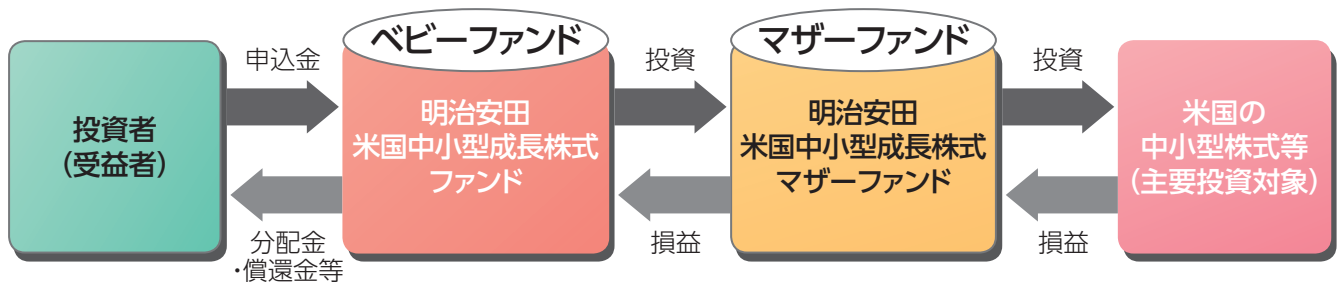 投資者
（受益者）
申込金
分配金
・償還金等
ベビーファンド
明治安田
米国中小型成長株式
ファンド
投資
損益
マザーファンド
明治安田
米国中小型成長株式
マザーファンド
投資
損益
米国の
中小型株式等
（主要投資対象）